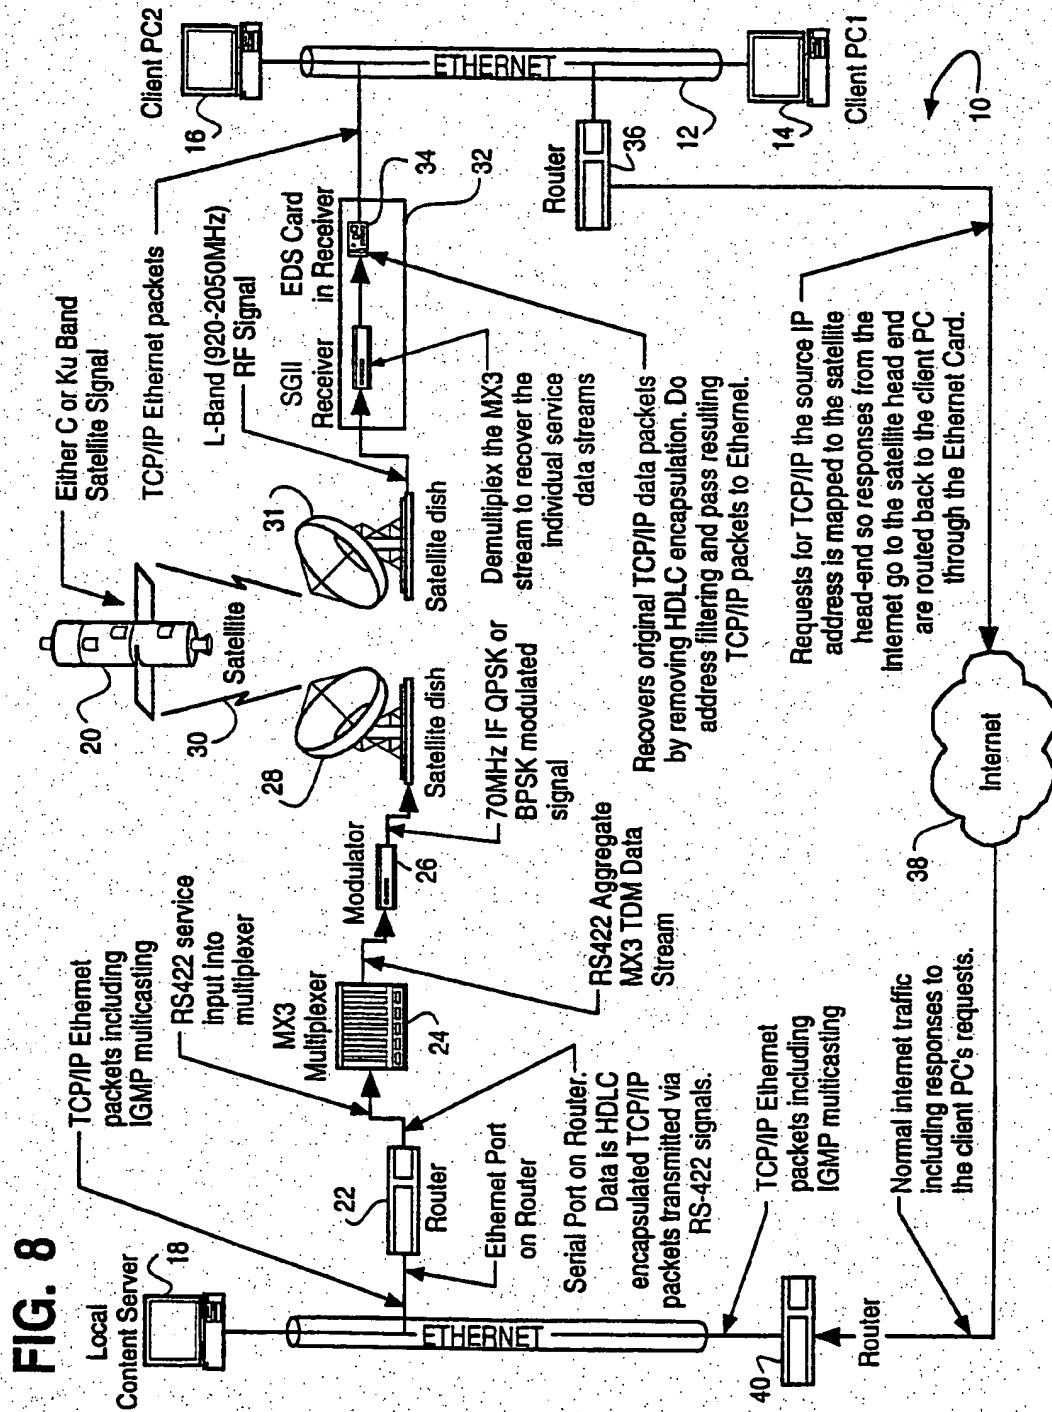 FIG. 8
Local
Content Server
18
TCP/IP Ethernet
packets including
IGMP multicasting
RS422 service
input into
multiplexer
MX3
Multiplexer
24
Modulator
26
22
Router
Ethernet Port
on Router
Serial Port on Router.
Data is HDLC
encapsulated TCP/IP
packets transmitted via
RS-422 signals.
RS422 Aggregate
MX3 TDM Data
Stream
70MHz IF QPSK or
BPSK modulated
signal
ETHERNET
TCP/IP Ethernet
packets including
IGMP multicasting
40
Router
Normal internet traffic
including responses to
the client PC's requests.
20
30
28
Satellite
Satellite dish
Either C or Ku Band
Satellite Signal
31
Satellite dish
L-Band (920-2050MHz)
RF Signal
TCP/IP Ethernet packets
SGII
Receiver
EDS Card
in Receiver
34
32
Demultiplex the MX3
stream to recover the
individual service
data streams
Recovers original TCP/IP data packets
by removing HDLC encapsulation. Do
address filtering and pass resulting
TCP/IP packets to Ethernet.
Client PC2
16
ETHERNET
Router
36
12
14
Client PC1
10
Requests for TCP/IP the source IP
address is mapped to the satellite
head-end so responses from the
Internet go to the satellite head end
are routed back to the client PC
through the Ethernet Card.
38
Internet